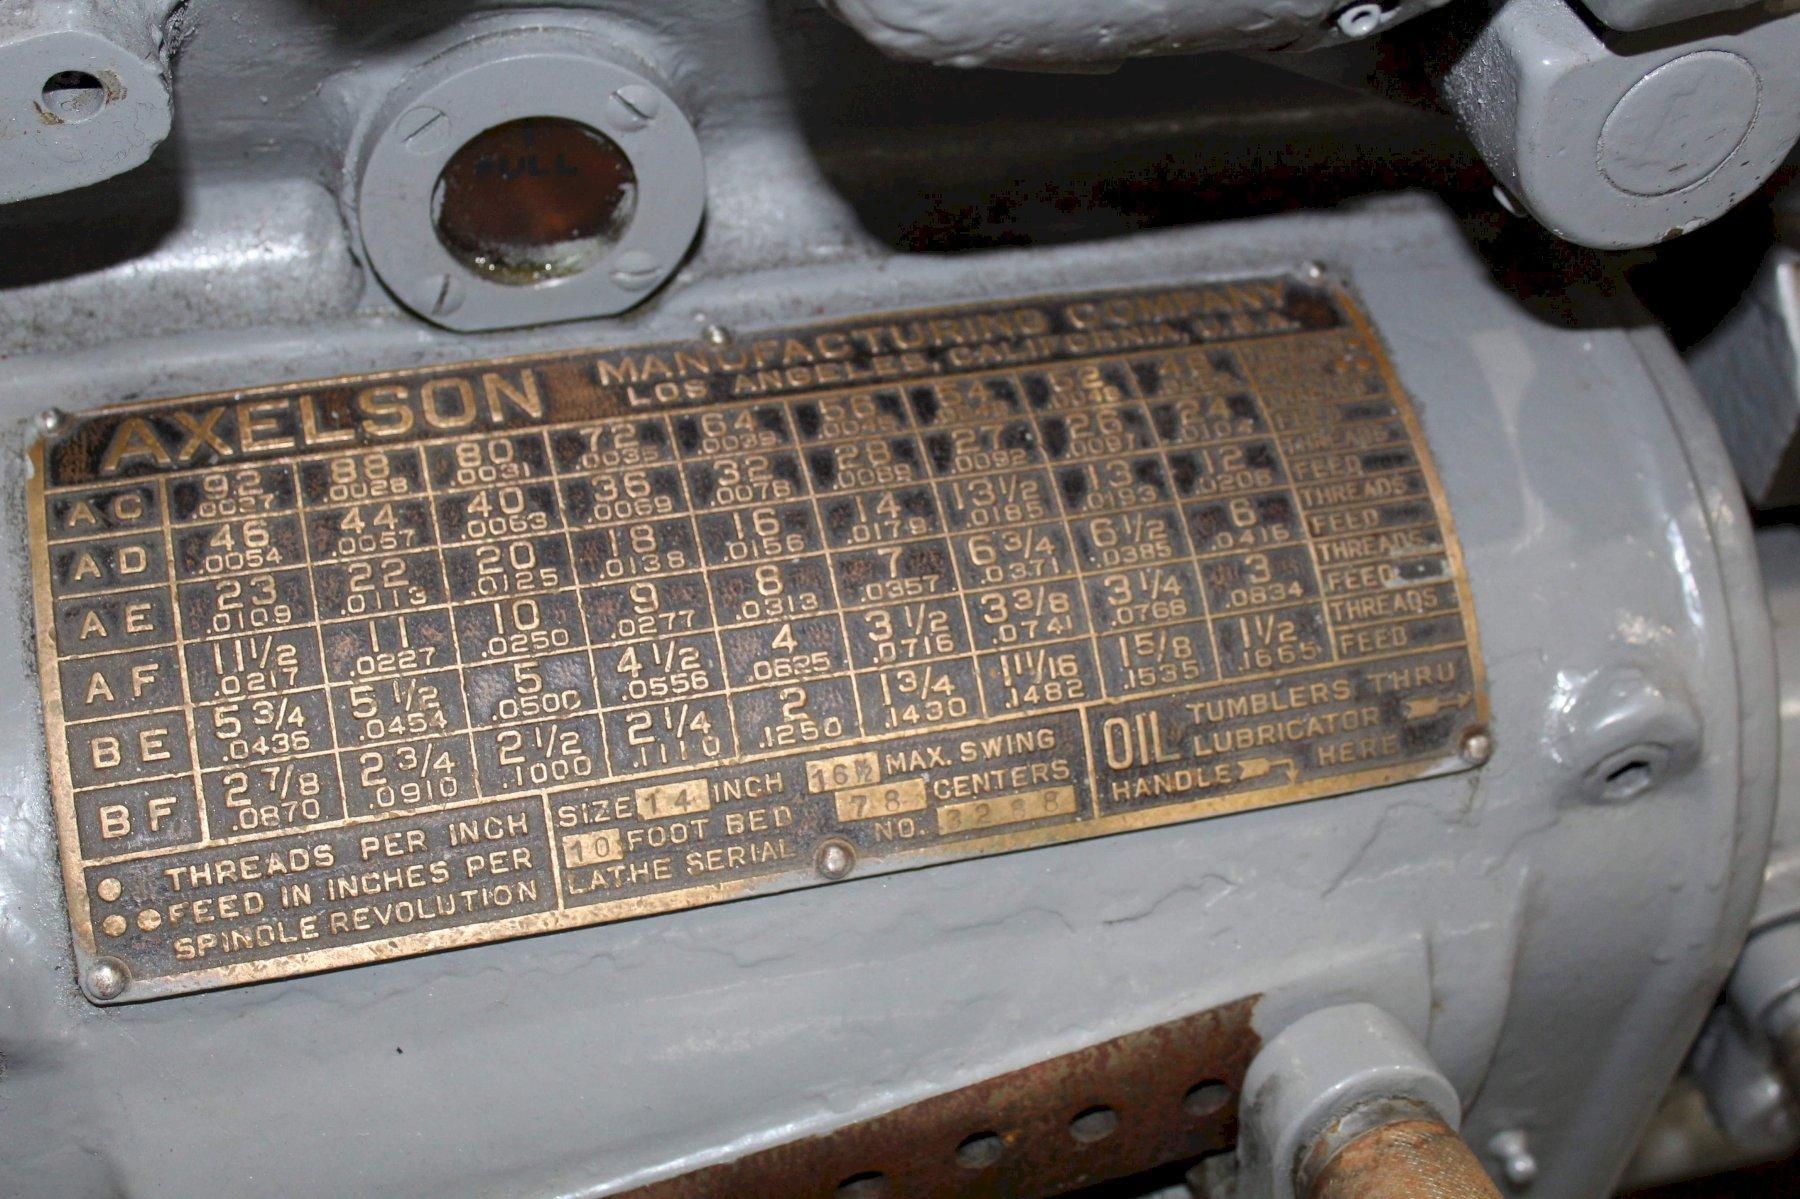 FULL
AXELSON MANUFACTURING COMPANY
LOS ANGELES, CALIFORNIA, U.S.A.
AC 92 88 80 72 64 56 54 52 48
.0027 .0028 .0031 .0035 .0039 .0045
AD 46 44 40 36 32 28 27 26 24 THREADS
.0054 .0057 .0063 .0069 .0078 .0089 .0092 .0097 .0104 FEED
AE 23 22 20 18 16 14 13 1/2 13 12 THREADS
.0109 .0113 .0125 .0138 .0156 .0179 .0185 .0193 .0208 FEED
AF 11 1/2 11 10 9 8 7 6 3/4 6 1/2 6 THREADS
.0217 .0227 .0250 .0277 .0313 .0357 .0371 .0385 .0416 FEED
BE 5 3/4 5 1/2 5 4 1/2 4 3 1/2 3 3/8 3 1/4 3 THREADS
.0436 .0454 .0500 .0556 .0625 .0716 .0741 .0768 .0834 FEED
BF 2 7/8 2 3/4 2 1/2 2 1/4 2 1 3/4 1 11/16 1 5/8 1 1/2
.0870 .0910 .1000 .1110 .1250 .1430 .1482 .1535 .1665
THREADS PER INCH
FEED IN INCHES PER
SPINDLE REVOLUTION
SIZE 14 INCH 16 1/2 MAX. SWING
10 FOOT BED 78 CENTERS
LATHE SERIAL NO. 3288
OIL TUMBLERS THRU
LUBRICATOR
HANDLE HERE